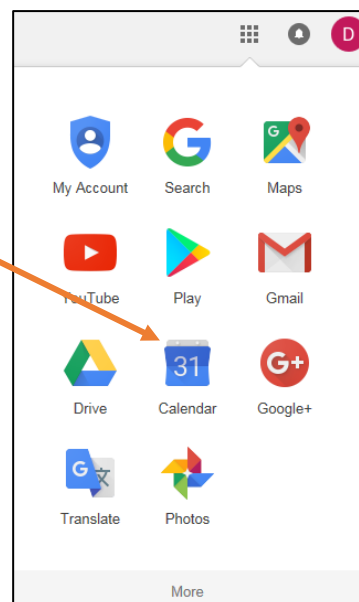 D
My Account Search Maps
YouTube Play Gmail
31
Drive Calendar Google+
Translate Photos
More